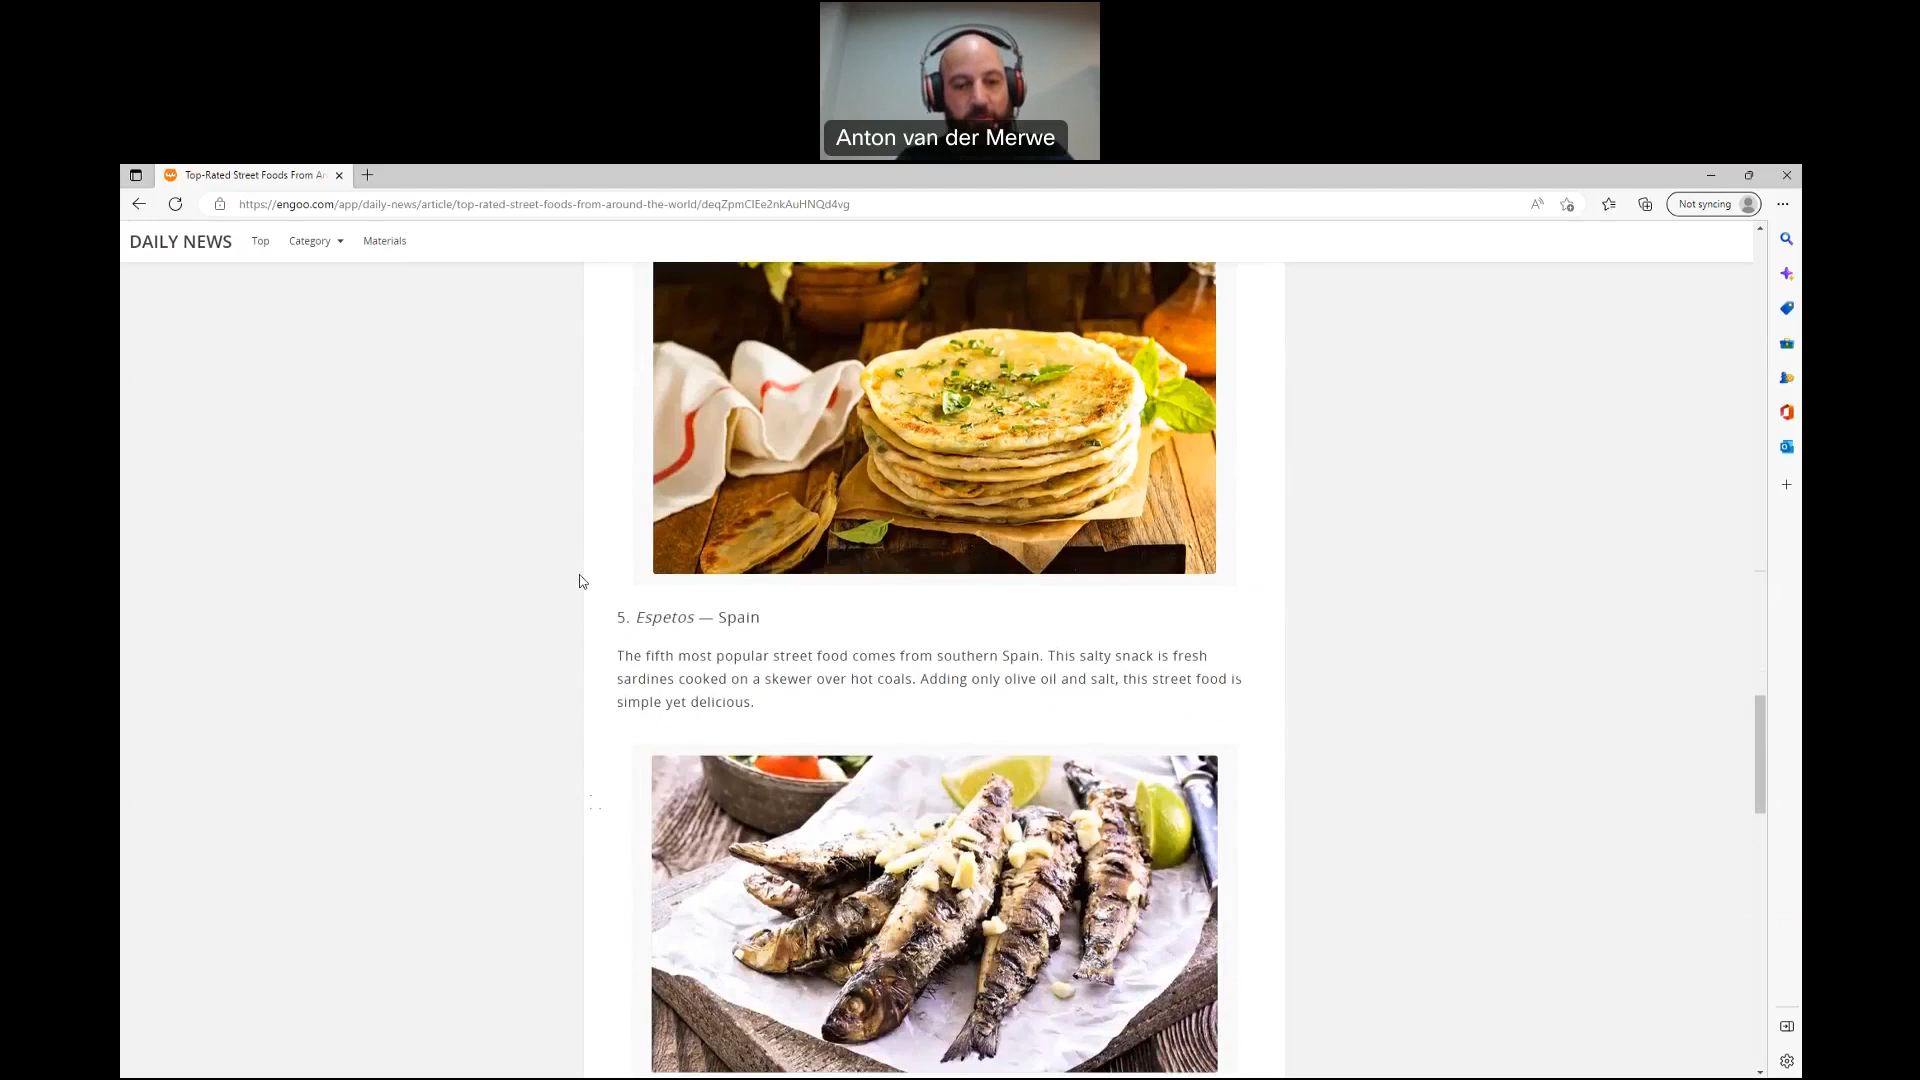 Anton van der Merwe
Top-Rated Street Foods From Ar
https://engoo.com/app/daily-news/article/top-rated-street-foods-from-around-the-world/deqZpmCIEe2nkAuHNQd4vg
Not syncing
DAILY NEWS Top Category Materials
5. Espetos — Spain
The fifth most popular street food comes from southern Spain. This salty snack is fresh
sardines cooked on a skewer over hot coals. Adding only olive oil and salt, this street food is
simple yet delicious.